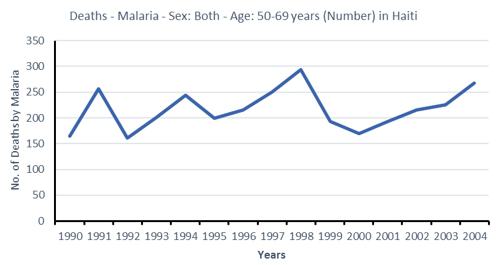 Deaths - Malaria - Sex: Both - Age: 50-69 years (Number) in Haiti
No. of Deaths by Malaria
350
300
250
200
150
100
50
0
1990 1991 1992 1993 1994 1995 1996 1997 1998 1999 2000 2001 2002 2003 2004
Years